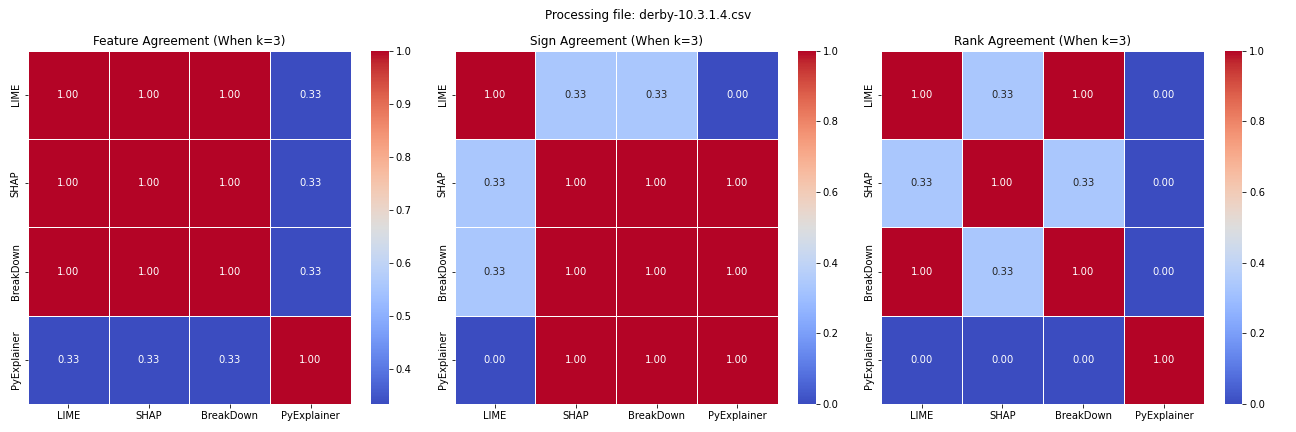 Processing file: derby-10.3.1.4.csv
Feature Agreement (When k=3)
LIME
SHAP
BreakDown
PyExplainer
1.00 1.00 1.00 0.33
1.00 1.00 1.00 0.33
1.00 1.00 1.00 0.33
0.33 0.33 0.33 1.00
LIME SHAP BreakDown PyExplainer
1.0
0.9
0.8
0.7
0.6
0.5
0.4
Sign Agreement (When k=3)
LIME
SHAP
BreakDown
PyExplainer
1.00 0.33 0.33 0.00
0.33 1.00 1.00 1.00
0.33 1.00 1.00 1.00
0.00 1.00 1.00 1.00
LIME SHAP BreakDown PyExplainer
1.0
0.8
0.6
0.4
0.2
0.0
Rank Agreement (When k=3)
LIME
SHAP
BreakDown
PyExplainer
1.00 0.33 1.00 0.00
0.33 1.00 0.33 0.00
1.00 0.33 1.00 0.00
0.00 0.00 0.00 1.00
LIME SHAP BreakDown PyExplainer
1.0
0.8
0.6
0.4
0.2
0.0